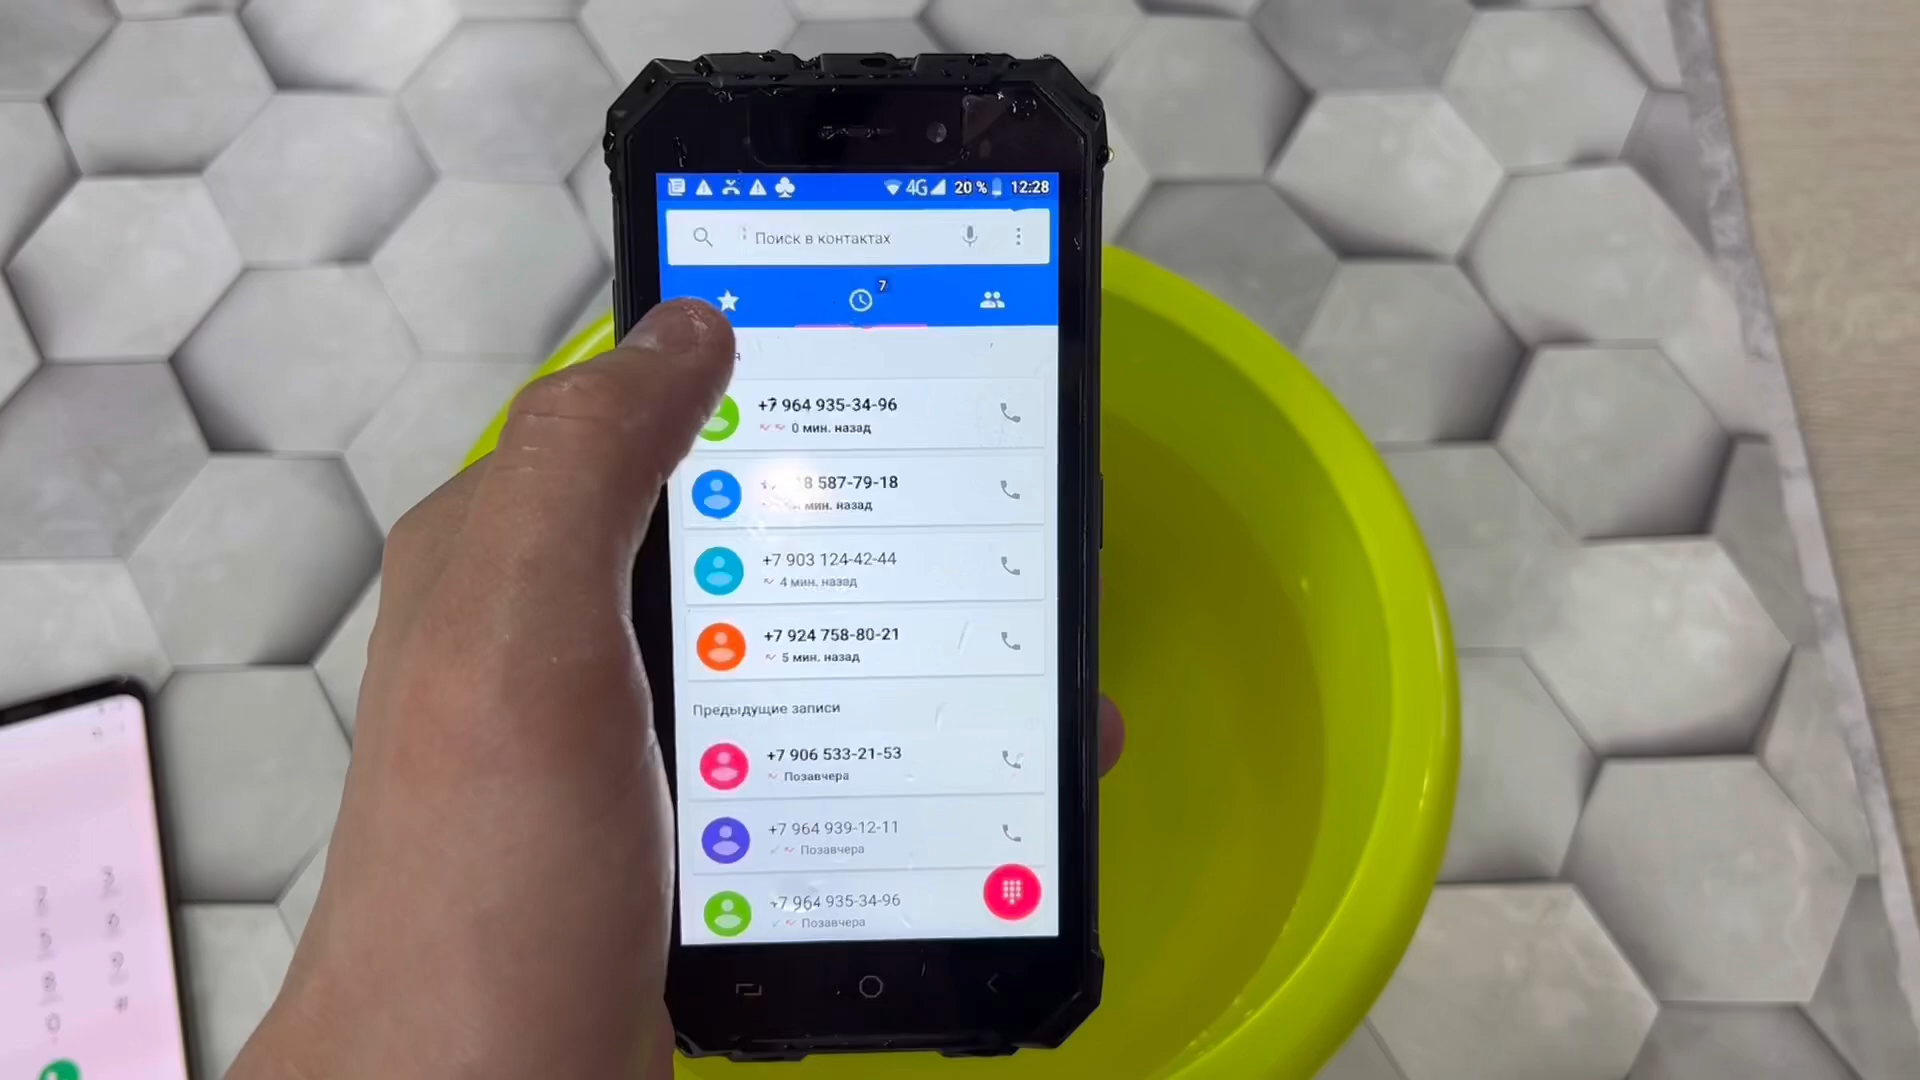 4G 20 % 12:28
Поиск в контактах
7
я
+7 964 935-34-96
0 мин. назад
8 587-79-18
мин. назад
+7 903 124-42-44
4 мин. назад
+7 924 758-80-21
5 мин. назад
Предыдущие записи
+7 906 533-21-53
Позавчера
+7 964 939-12-11
Позавчера
+7 964 935-34-96
Позавчера